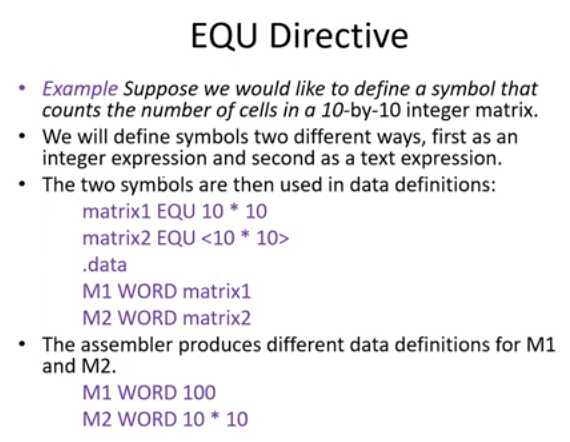 EQU Directive
• Example Suppose we would like to define a symbol that
counts the number of cells in a 10-by-10 integer matrix.
• We will define symbols two different ways, first as an
integer expression and second as a text expression.
• The two symbols are then used in data definitions:
matrix1 EQU 10 * 10
matrix2 EQU <10 * 10>
.data
M1 WORD matrix1
M2 WORD matrix2
• The assembler produces different data definitions for M1
and M2.
M1 WORD 100
M2 WORD 10 * 10